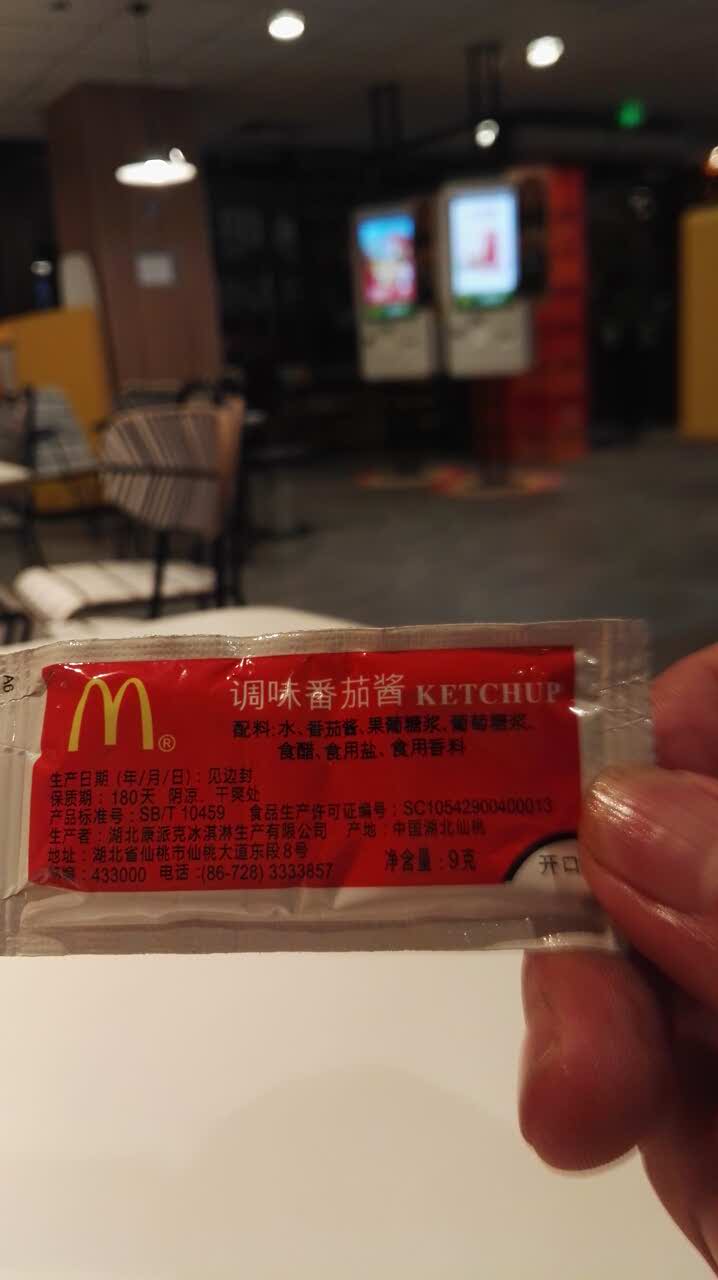 A6
调味番茄酱 KETCHUP
配料:水、番茄酱、果葡糖浆、葡萄糖浆、
食醋、食用盐、食用香料
生产日期 (年/月/日) : 见边封
保质期 : 180天 阴凉、干爽处
产品标准号 : SB/T 10459 食品生产许可证编号 : SC10542900400013
生产者 : 湖北康派克冰淇淋生产有限公司 产地 : 中国湖北仙桃
地址 : 湖北省仙桃市仙桃大道东段8号
净含量 : 9克
开口
邮编 : 433000 电话 :(86-728) 3333857